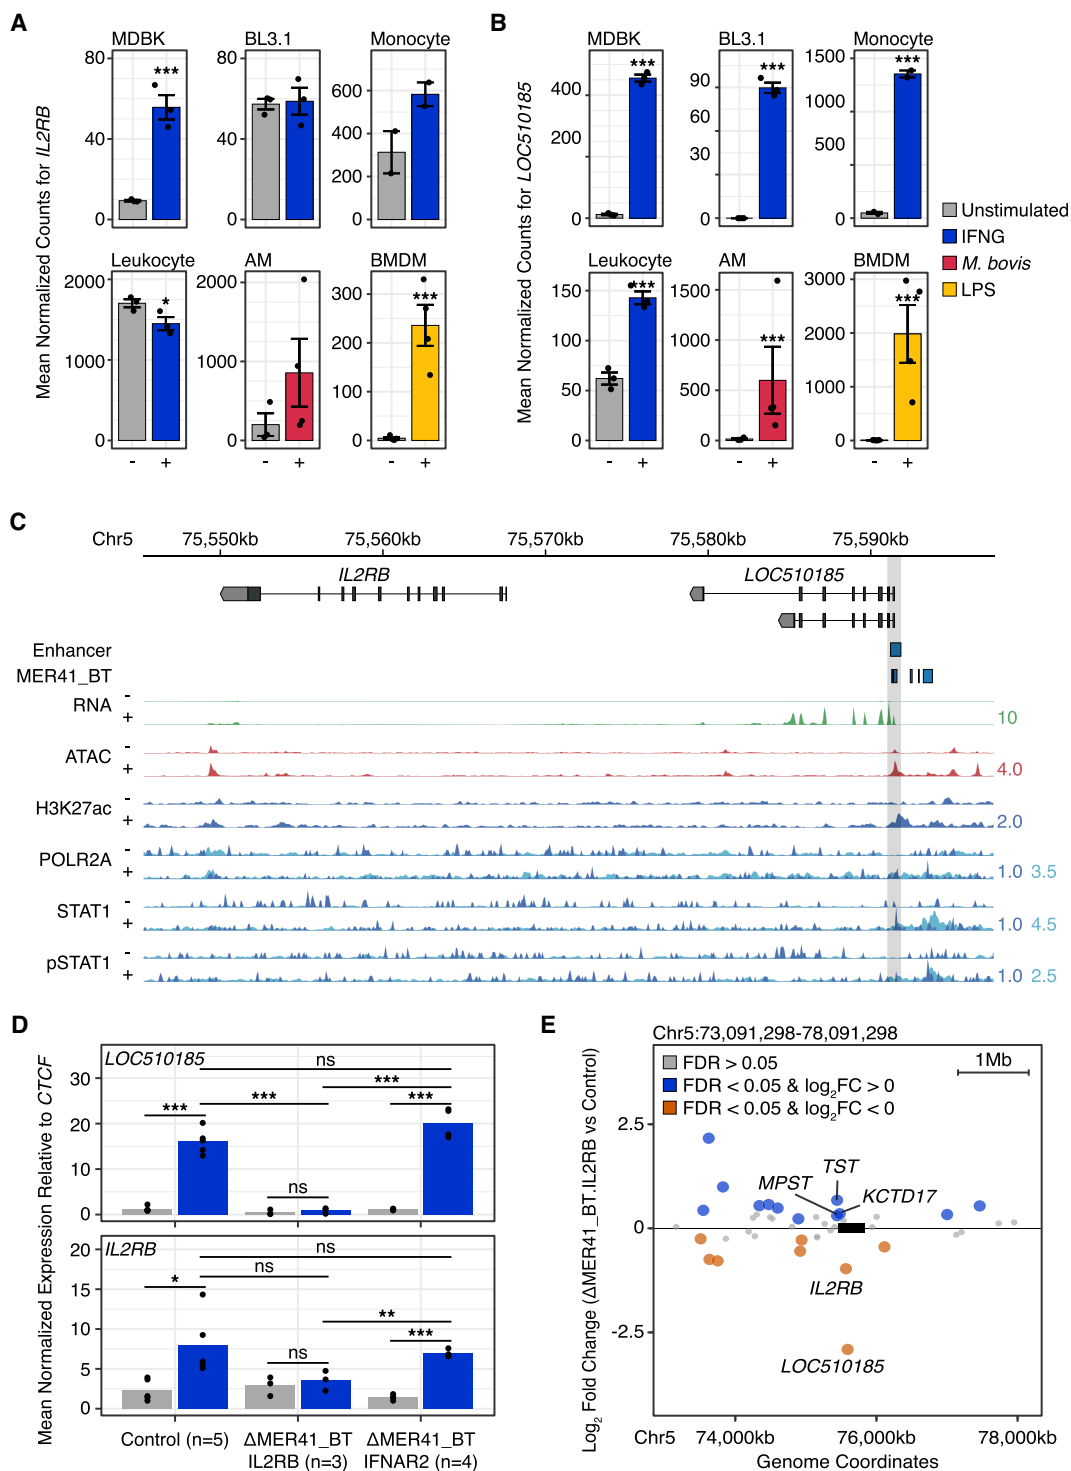 A
Mean Normalized Counts for IL2RB
MDBK
80
40
0
***
BL3.1
80
40
0
Monocyte
600
400
200
0
Leukocyte
2000
1000
0
*
- +
AM
2000
1000
0
- +
BMDM
300
200
100
0
***
- +
B
Mean Normalized Counts for LOC510185
MDBK
400
200
0
***
BL3.1
90
60
30
0
***
Monocyte
1500
1000
500
0
***
Leukocyte
150
100
50
0
***
- +
AM
1500
1000
500
0
***
- +
BMDM
3000
2000
1000
0
***
- +
Unstimulated
IFNG
M. bovis
LPS
C
Chr5 75,550kb 75,560kb 75,570kb 75,580kb 75,590kb
IL2RB LOC510185
Enhancer
MER41_BT
RNA - + 10
ATAC - + 4.0
H3K27ac - + 2.0
POLR2A - + 1.0 3.5
STAT1 - + 1.0 4.5
pSTAT1 - + 1.0 2.5
D
Mean Normalized Expression Relative to CTCF
LOC510185
30
20
10
0
ns
***
*** *** ***
ns
IL2RB
20
15
10
5
0
ns
ns
*
**
***
ns
Control (n=5)
ΔMER41_BT
IL2RB (n=3)
ΔMER41_BT
IFNAR2 (n=4)
E
Chr5:73,091,298-78,091,298
Log2 Fold Change (ΔMER41_BT.IL2RB vs Control)
FDR > 0.05
FDR < 0.05 & log2FC > 0
FDR < 0.05 & log2FC < 0
1Mb
2.5
0
-2.5
TST
MPST
KCTD17
IL2RB
LOC510185
Chr5 74,000kb 76,000kb 78,000kb
Genome Coordinates